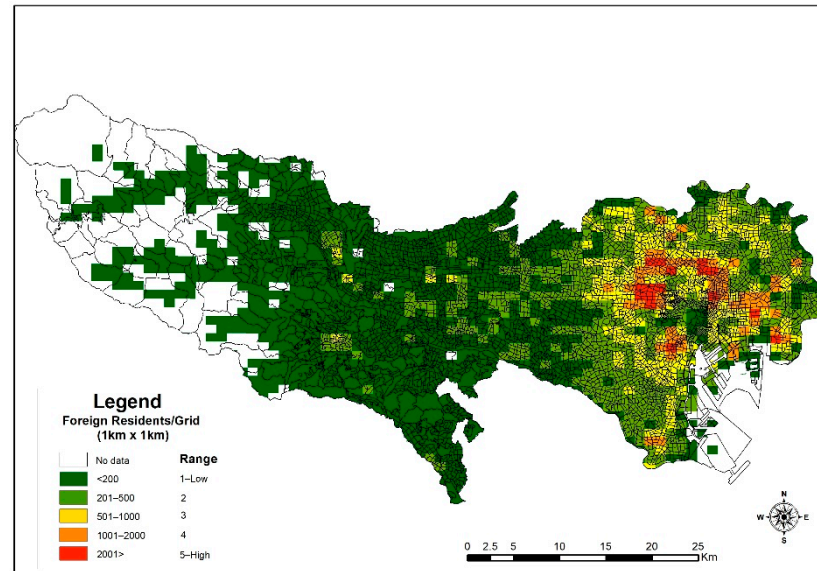 Legend
Foreign Residents/Grid
(1km x 1km)
No data Range
<200 1–Low
201–500 2
501–1000 3
1001–2000 4
2001> 5–High
N
W E
S
0 2.5 5 10 15 20 25
Km